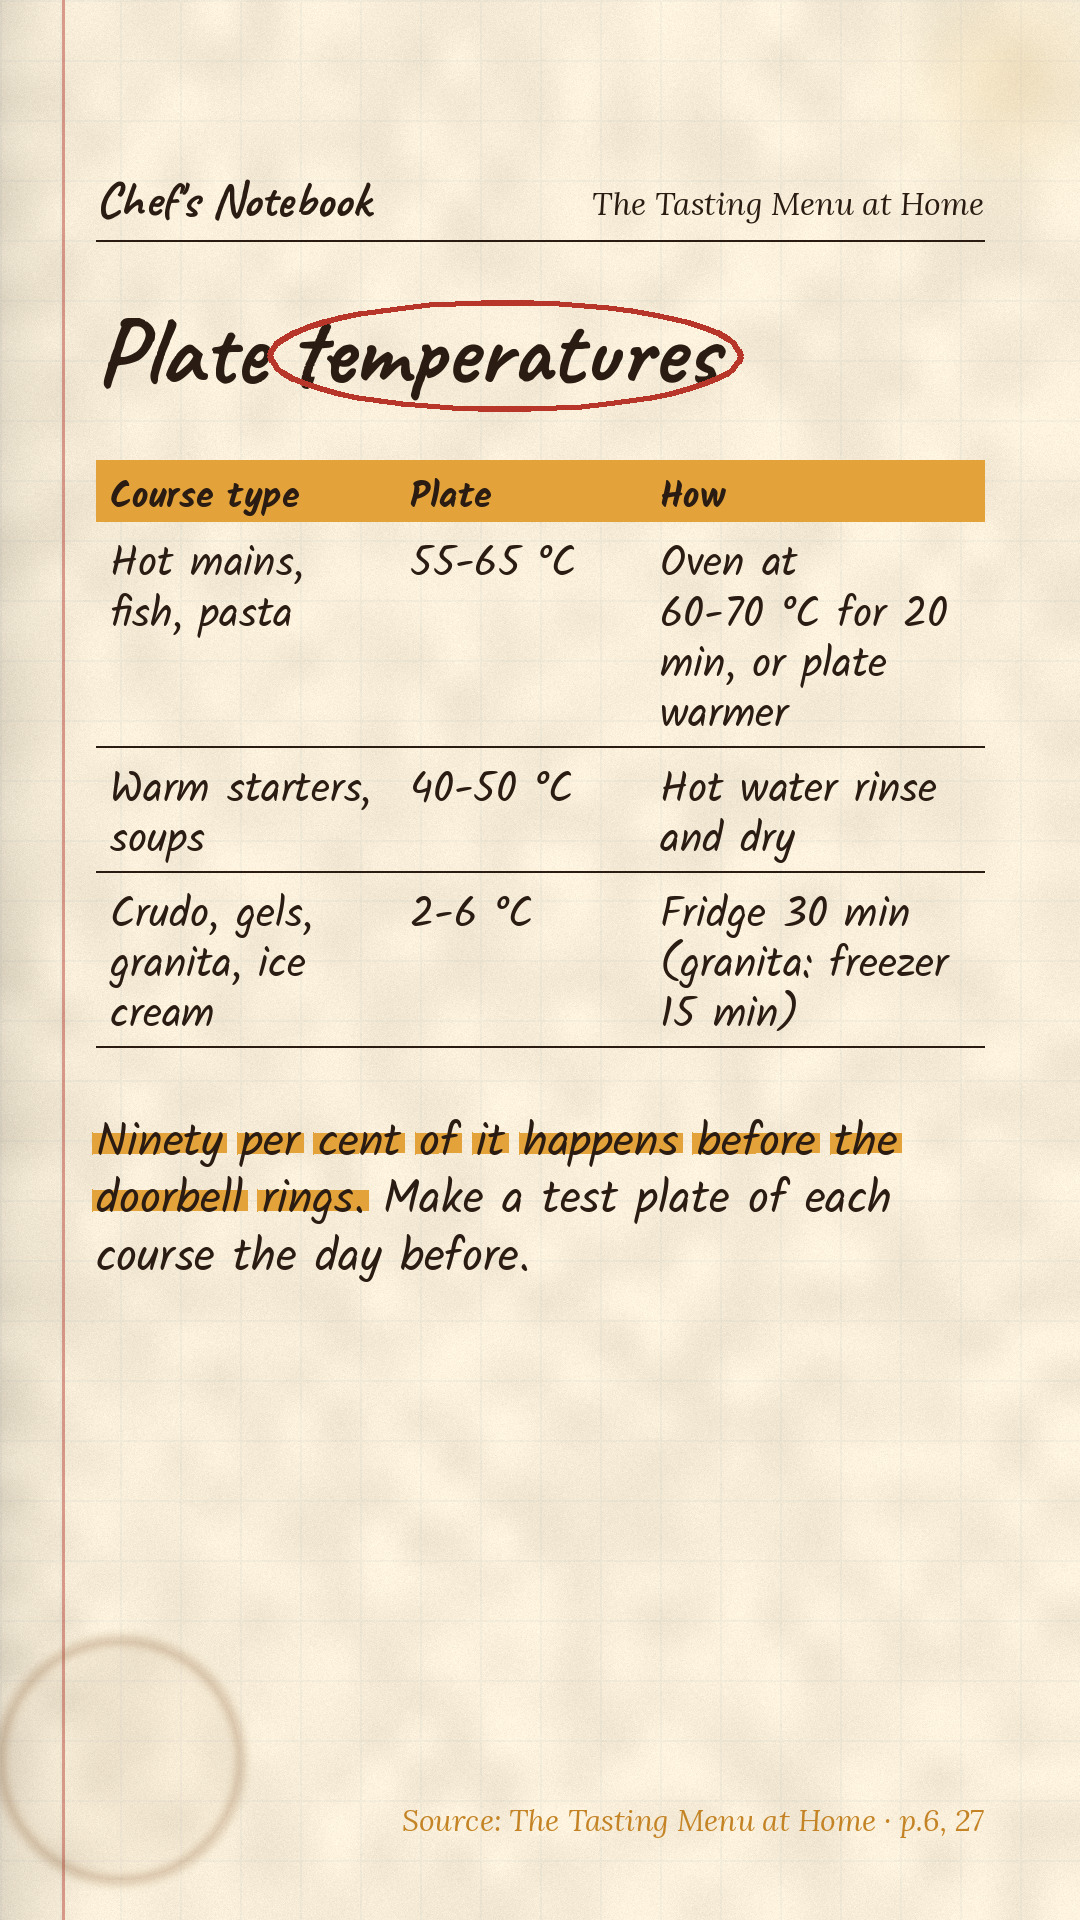 Chef's Notebook
The Tasting Menu at Home
Plate temperatures
Course type Plate How
Hot mains, 55-65 °C Oven at
fish, pasta 60-70 °C for 20
min, or plate
warmer
Warm starters, 40-50 °C Hot water rinse
soups and dry
Crudo, gels, 2-6 °C Fridge 30 min
granita, ice (granita: freezer
cream 15 min)
Ninety per cent of it happens before the
doorbell rings. Make a test plate of each
course the day before.
Source: The Tasting Menu at Home · p.6, 27